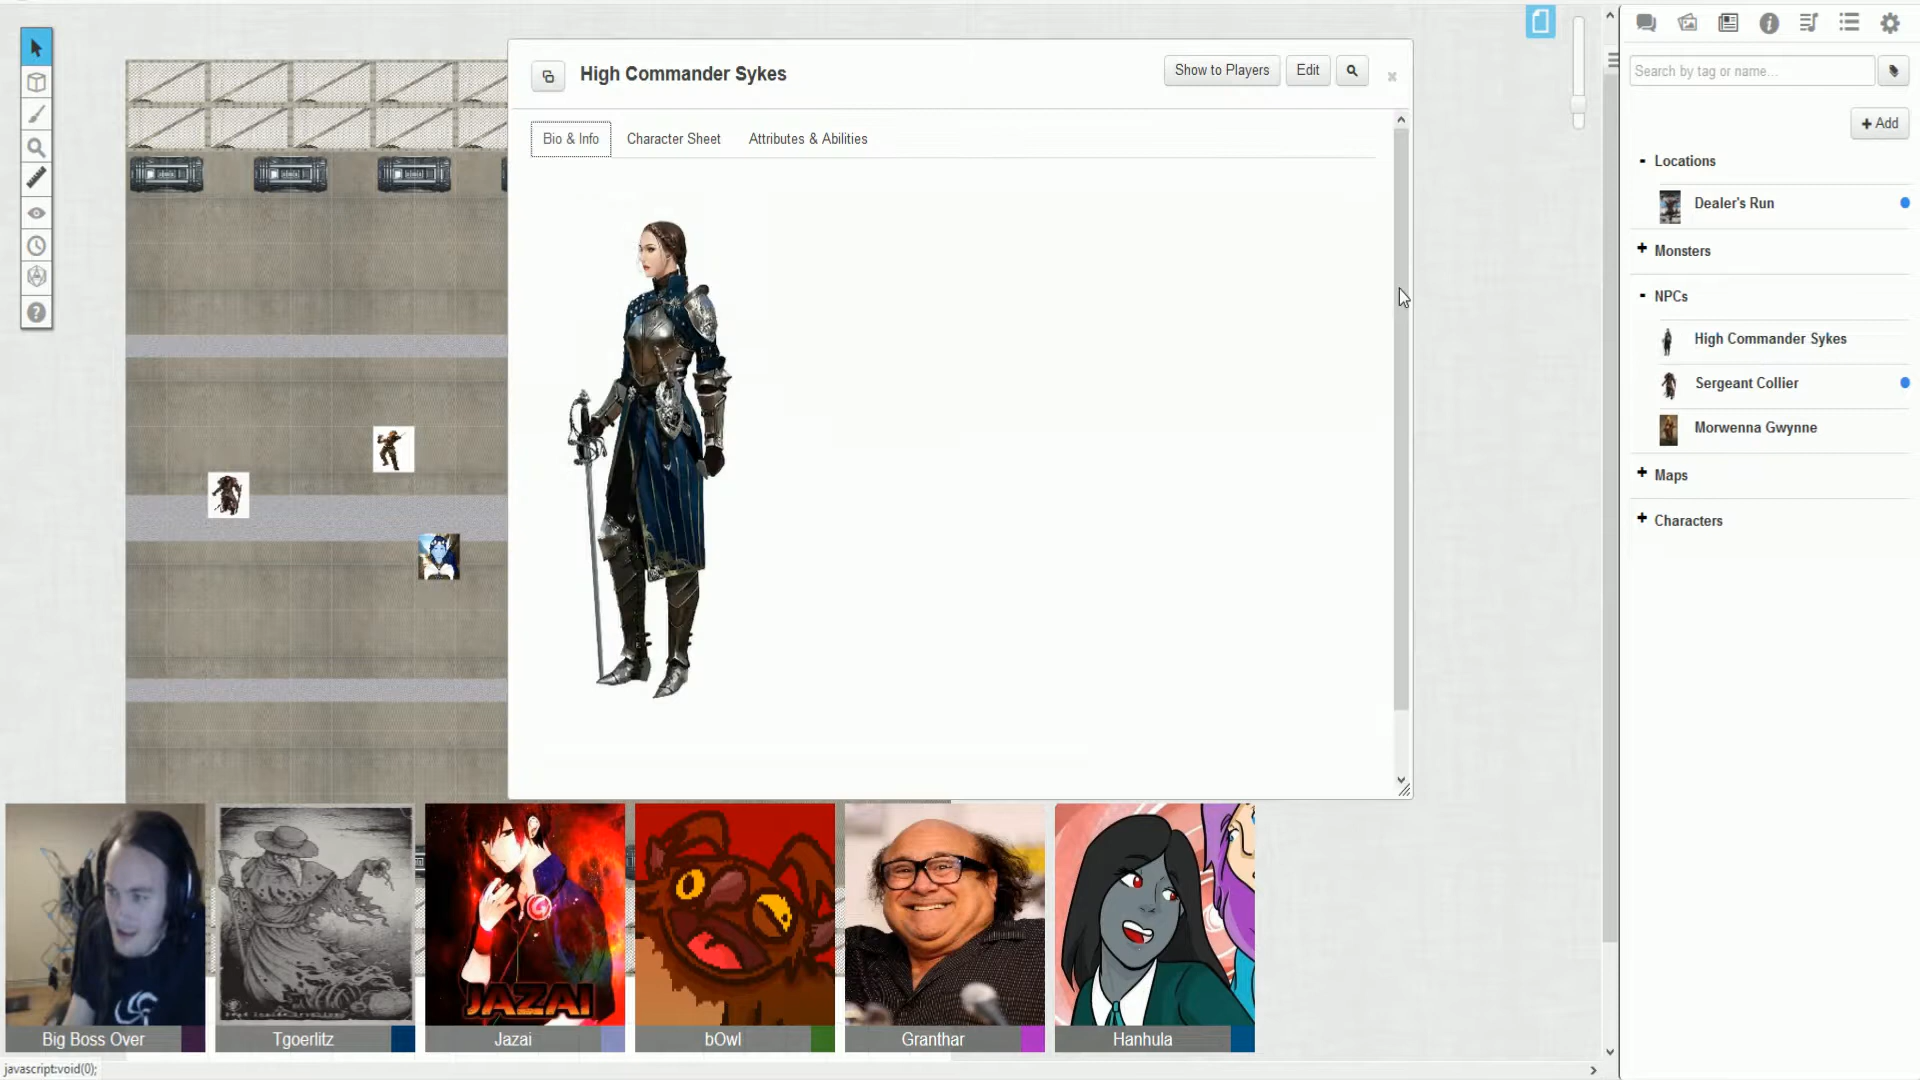 High Commander Sykes
Show to Players
Edit
Search by tag or name...
Bio & Info
Character Sheet
Attributes & Abilities
+ Add
Locations
Dealer's Run
Monsters
NPCs
High Commander Sykes
Sergeant Collier
Morwenna Gwynne
Maps
Characters
JAZAI
Big Boss Over
Tgoerlitz
Jazai
bOwl
Granthar
Hanhula
javascript:void(0);